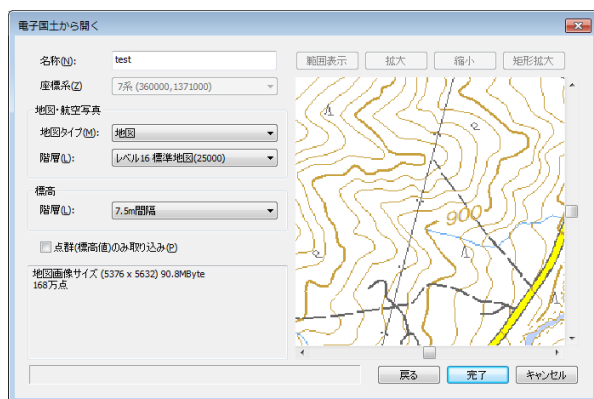 電子国土から開く
名称(N): test
座標系(Z) 7系 (360000,1371000)
地図・航空写真
地図タイプ(M): 地図
階層(L): レベル16 標準地図(25000)
標高
階層(L): 7.5m間隔
点群(標高値)のみ取り込み(P)
地図画像サイズ (5376 x 5632) 90.8MByte
168万点
範囲表示 拡大 縮小 矩形拡大
900
戻る 完了 キャンセル